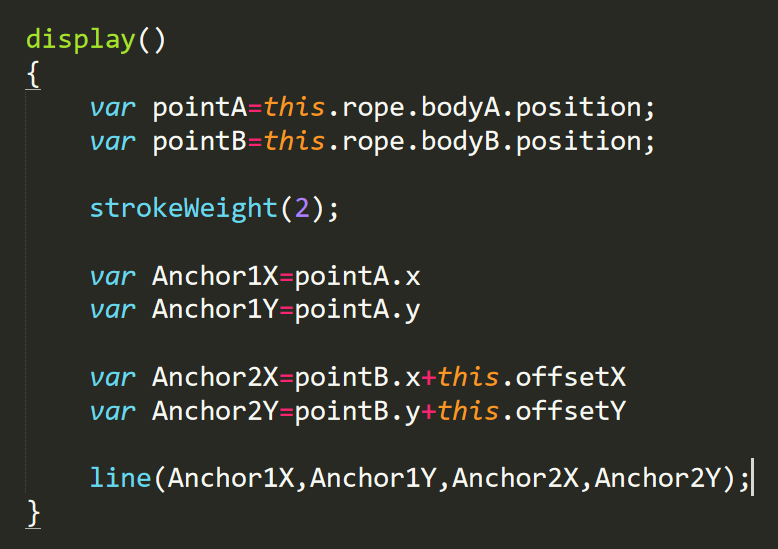 display()
{
    var pointA=this.rope.bodyA.position;
    var pointB=this.rope.bodyB.position;

    strokeWeight(2);

    var Anchor1X=pointA.x
    var Anchor1Y=pointA.y

    var Anchor2X=pointB.x+this.offsetX
    var Anchor2Y=pointB.y+this.offsetY

    line(Anchor1X,Anchor1Y,Anchor2X,Anchor2Y);
}